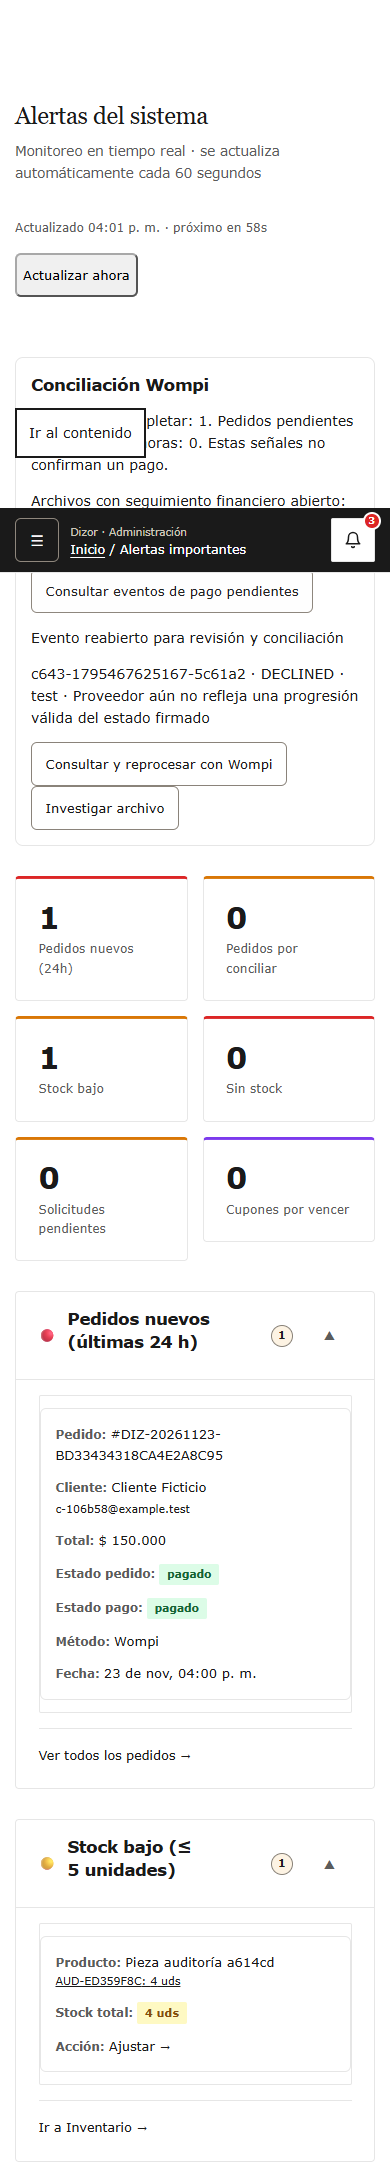 Alertas del sistema
Monitoreo en tiempo real · se actualiza
automáticamente cada 60 segundos
Actualizado 04:01 p. m. · próximo en 58s
Actualizar ahora
Conciliación Wompi
pletar: 1. Pedidos pendientes
Ir al contenido
oras: 0. Estas señales no
confirman un pago.
Archivos con seguimiento financiero abierto:
☰
Dizor · Administración
Inicio / Alertas importantes
3
Consultar eventos de pago pendientes
Evento reabierto para revisión y conciliación
c643-1795467625167-5c61a2 · DECLINED ·
test · Proveedor aún no refleja una progresión
válida del estado firmado
Consultar y reprocesar con Wompi
Investigar archivo
1
Pedidos nuevos
(24h)
0
Pedidos por
conciliar
1
Stock bajo
0
Sin stock
0
Solicitudes
pendientes
0
Cupones por vencer
Pedidos nuevos
(últimas 24 h)
1
▲
Pedido: #DIZ-20261123-
BD33434318CA4E2A8C95
Cliente: Cliente Ficticio
c-106b58@example.test
Total: $ 150.000
Estado pedido: pagado
Estado pago: pagado
Método: Wompi
Fecha: 23 de nov, 04:00 p. m.
Ver todos los pedidos →
Stock bajo (≤
5 unidades)
1
▲
Producto: Pieza auditoría a614cd
AUD-ED359F8C: 4 uds
Stock total: 4 uds
Acción: Ajustar →
Ir a Inventario →